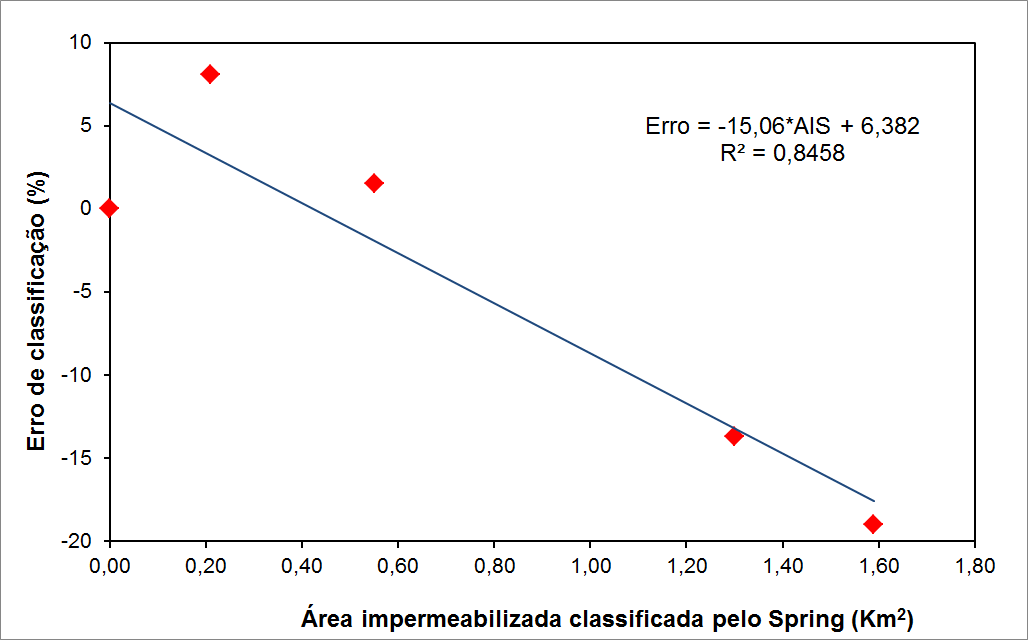 10
5
0
-5
-10
-15
-20
Erro de classificação (%)
Erro = -15,06*AIS + 6,382
R² = 0,8458
0,00 0,20 0,40 0,60 0,80 1,00 1,20 1,40 1,60 1,80
Área impermeabilizada classificada pelo Spring (Km²)